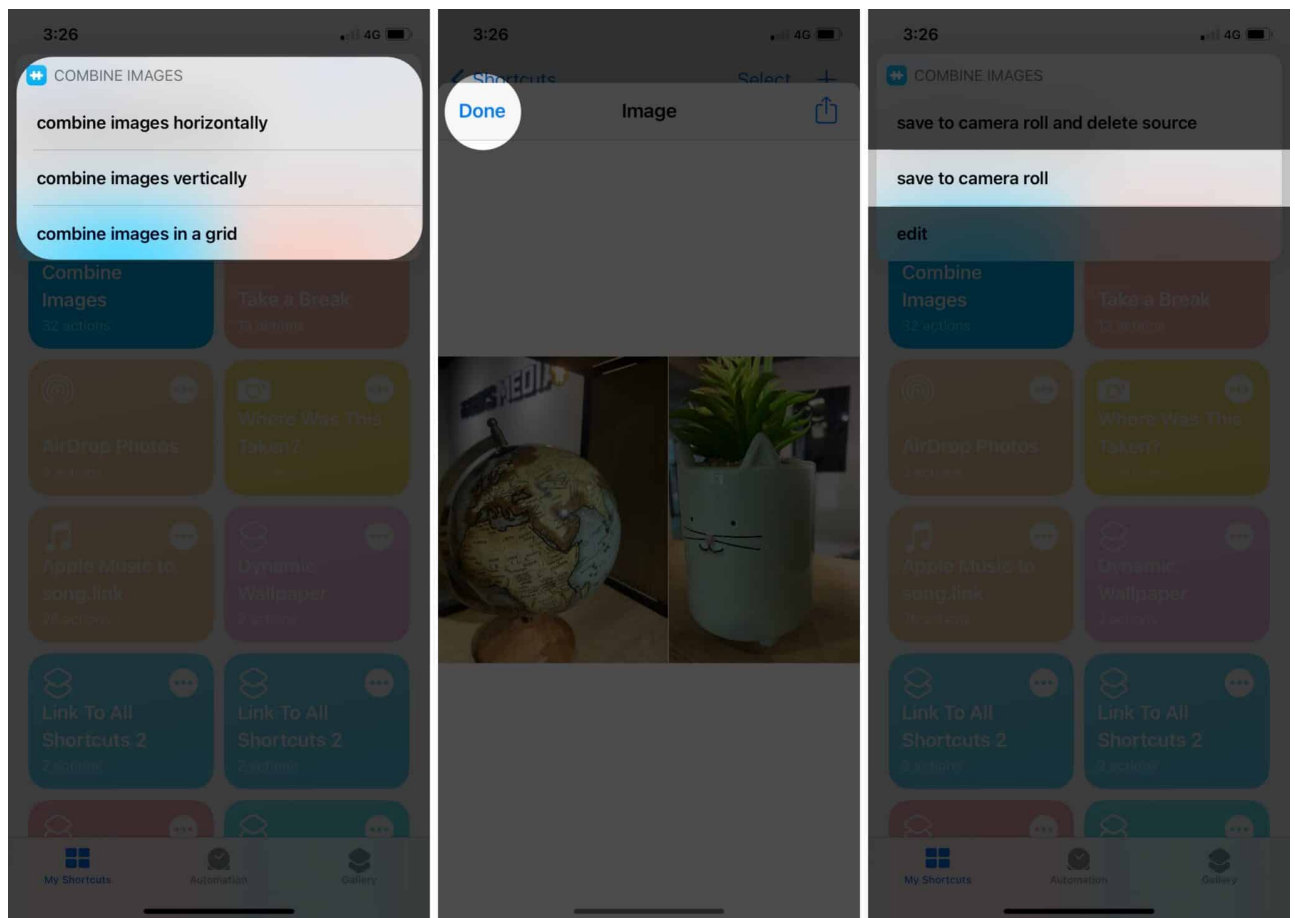 3:26
4G
COMBINE IMAGES
combine images horizontally
combine images vertically
combine images in a grid
Combine
Images
32 actions
Take a Break
13 actions
AirDrop Photos
Where Was This
Taken?
Apple Music to
song.link
Dynamic
Wallpaper
Link To All
Shortcuts 2
2 actions
Link To All
Shortcuts 2
2 actions
My Shortcuts
Automation
Gallery
3:26
4G
Shortcuts
Select
Done
Image
MEDIA
3:26
4G
COMBINE IMAGES
save to camera roll and delete source
save to camera roll
edit
Combine
Images
32 actions
Take a Break
13 actions
AirDrop Photos
Where Was This
Taken?
Apple Music to
song.link
Dynamic
Wallpaper
Link To All
Shortcuts 2
2 actions
Link To All
Shortcuts 2
2 actions
My Shortcuts
Automation
Gallery